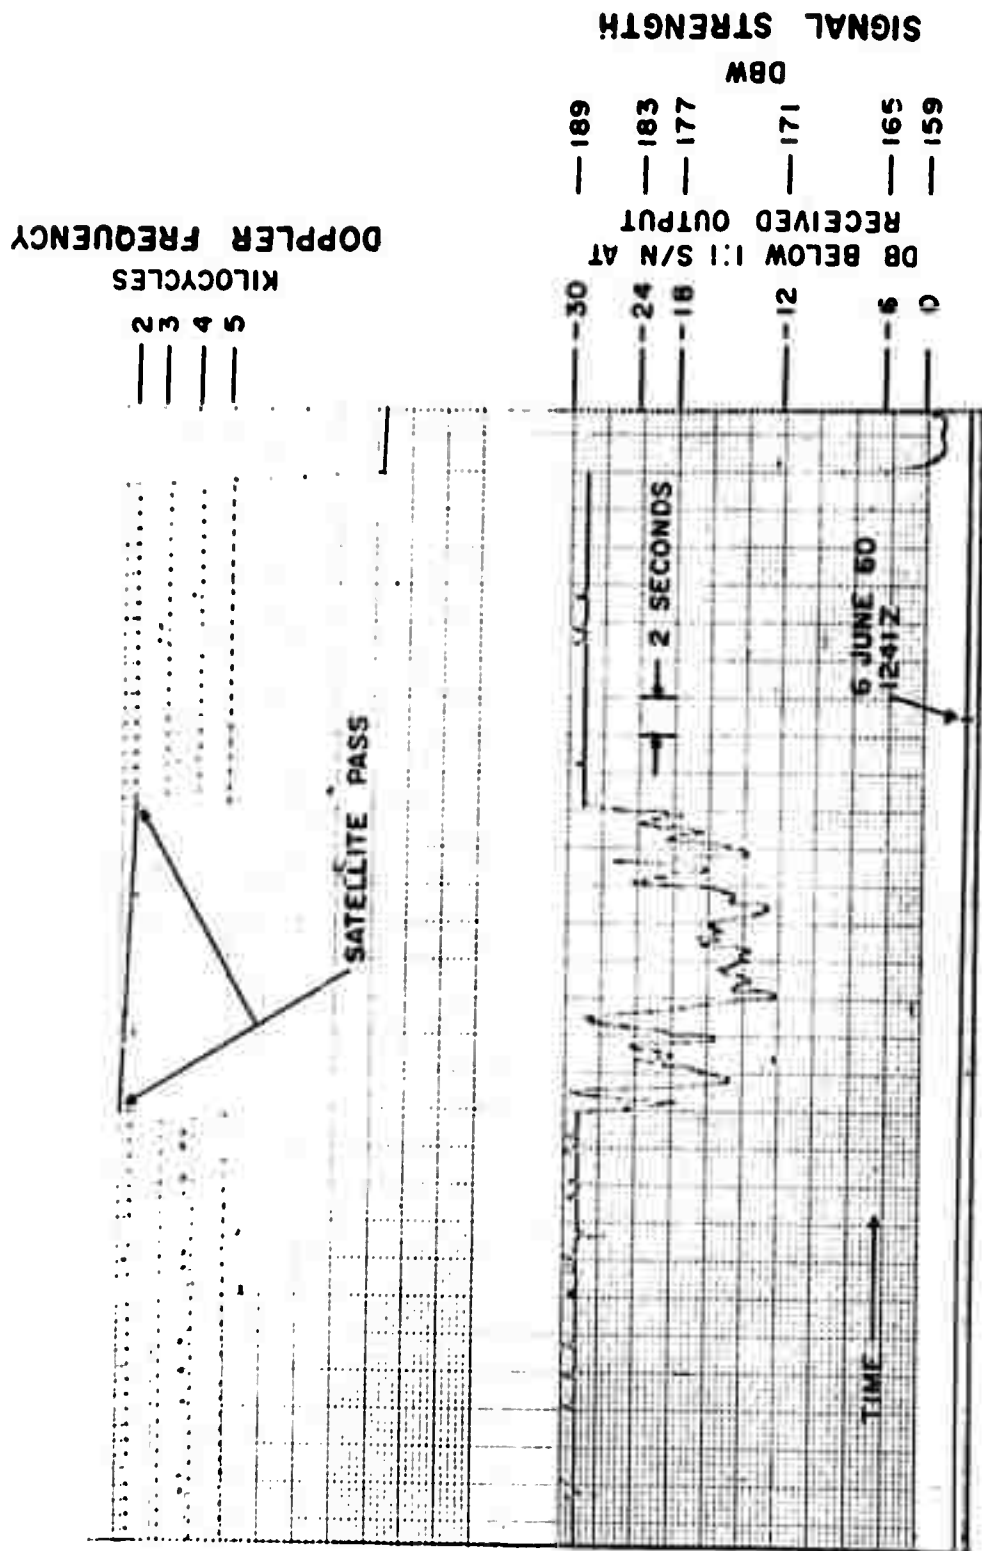 DOPPLER FREQUENCY
KILOCYCLES
2
3
4
5
SATELLITE PASS
SIGNAL STRENGTH
DBW
—189
—183
—177
—171
—165
—159
DB BELOW 1:1 S/N AT
RECEIVED OUTPUT
-30
-24
-18
-12
-6
0
2 SECONDS
6 JUNE 60
1241Z
TIME